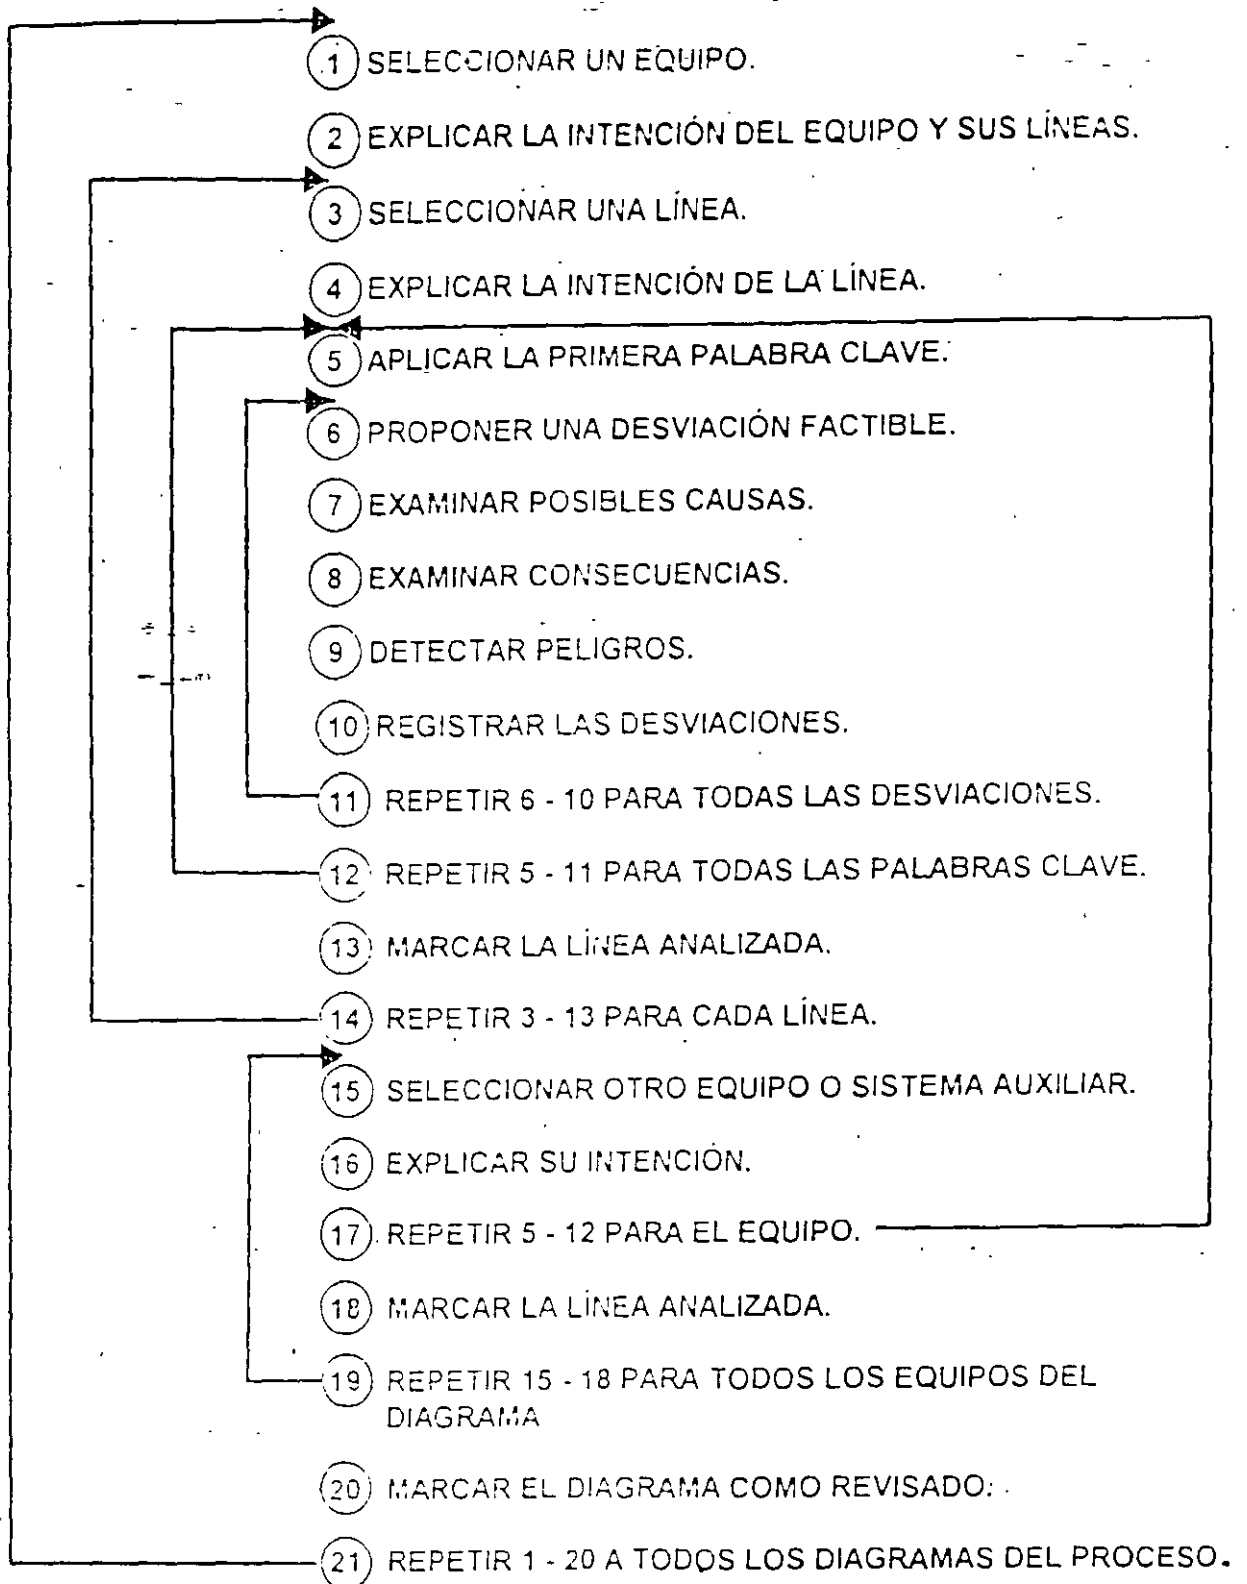 1 SELECCIONAR UN EQUIPO.
2 EXPLICAR LA INTENCIÓN DEL EQUIPO Y SUS LÍNEAS.
3 SELECCIONAR UNA LÍNEA.
4 EXPLICAR LA INTENCIÓN DE LA LÍNEA.
5 APLICAR LA PRIMERA PALABRA CLAVE.
6 PROPONER UNA DESVIACIÓN FACTIBLE.
7 EXAMINAR POSIBLES CAUSAS.
8 EXAMINAR CONSECUENCIAS.
9 DETECTAR PELIGROS.
10 REGISTRAR LAS DESVIACIONES.
11 REPETIR 6 - 10 PARA TODAS LAS DESVIACIONES.
12 REPETIR 5 - 11 PARA TODAS LAS PALABRAS CLAVE.
13 MARCAR LA LÍNEA ANALIZADA.
14 REPETIR 3 - 13 PARA CADA LÍNEA.
15 SELECCIONAR OTRO EQUIPO O SISTEMA AUXILIAR.
16 EXPLICAR SU INTENCIÓN.
17 REPETIR 5 - 12 PARA EL EQUIPO.
18 MARCAR LA LÍNEA ANALIZADA.
19 REPETIR 15 - 18 PARA TODOS LOS EQUIPOS DEL
DIAGRAMA
20 MARCAR EL DIAGRAMA COMO REVISADO.
21 REPETIR 1 - 20 A TODOS LOS DIAGRAMAS DEL PROCESO.